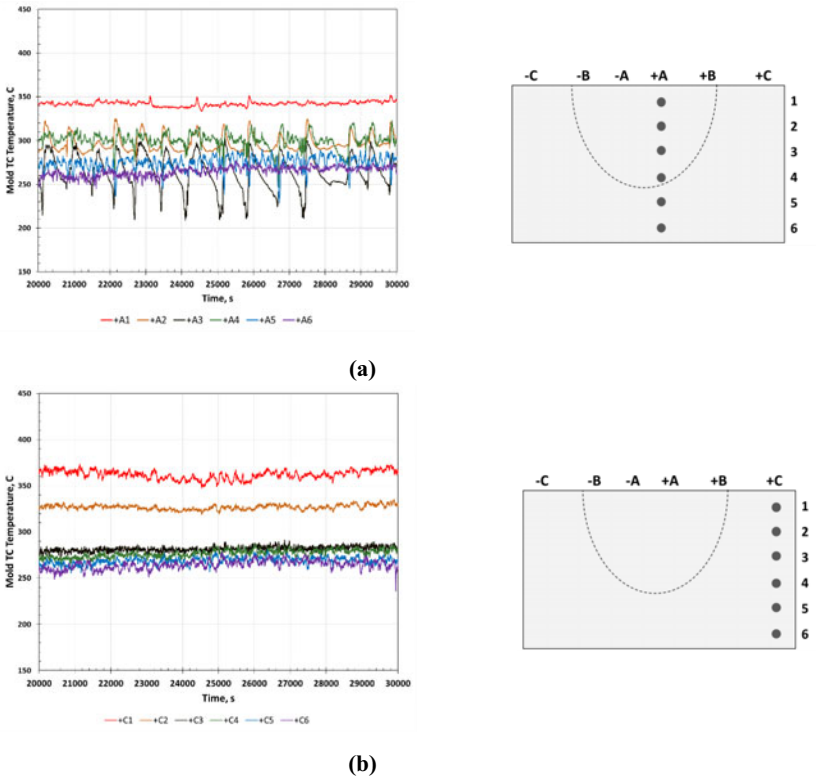 450
400
350
300
250
200
150
Mold TC Temperature, C
20000 21000 22000 23000 24000 25000 26000 27000 28000 29000 30000
Time, s
+A1 +A2 +A3 +A4 +A5 +A6
-C -B -A +A +B +C
1
2
3
4
5
6
(a)
450
400
350
300
250
200
150
Mold TC Temperature, C
20000 21000 22000 23000 24000 25000 26000 27000 28000 29000 30000
Time, s
+C1 +C2 +C3 +C4 +C5 +C6
-C -B -A +A +B +C
1
2
3
4
5
6
(b)